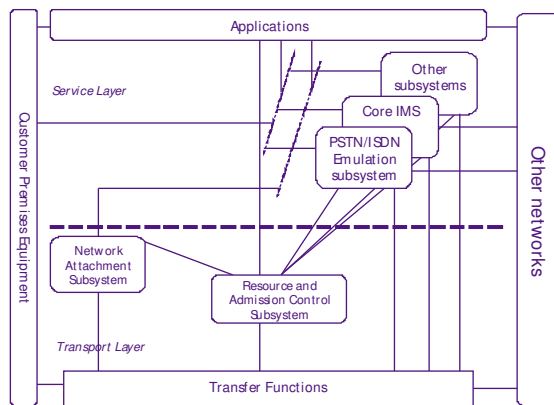 Applications
Other
subsystems
Service Layer
Core IMS
PSTN/ISDN
Emulation
subsystem
Customer Premises Equipment
Other networks
Network
Attachment
Subsystem
Resource and
Admission Control
Subsystem
Transport Layer
Transfer Functions